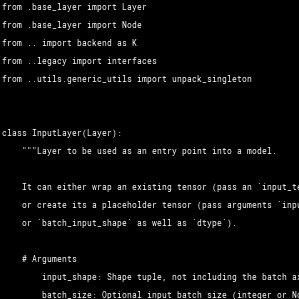 from .base_layer import Layer
from .base_layer import Node
from .. import backend as K
from ..legacy import interfaces
from ..utils.generic_utils import unpack_singleton
class InputLayer(Layer):
"""Layer to be used as an entry point into a model.
It can either wrap an existing tensor (pass an `input_te
or create its a placeholder tensor (pass arguments `inpu
or `batch_input_shape` as well as `dtype`).
# Arguments
input_shape: Shape tuple, not including the batch ax
batch_size: Optional input batch size (integer or No